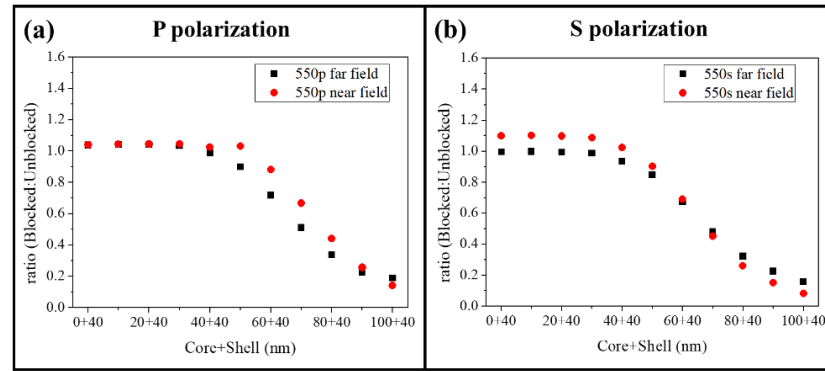 (a)
P polarization
1.6
1.4
1.2
1.0
0.8
0.6
0.4
0.2
0.0
ratio (Blocked:Unblocked)
550p far field
550p near field
0+40 20+40 40+40 60+40 80+40 100+40
Core+Shell (nm)
(b)
S polarization
1.6
1.4
1.2
1.0
0.8
0.6
0.4
0.2
0.0
ratio (Blocked:Unblocked)
550s far field
550s near field
0+40 20+40 40+40 60+40 80+40 100+40
Core+Shell (nm)